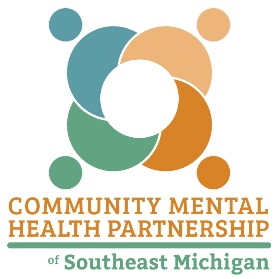 COMMUNITY MENTAL
HEALTH PARTNERSHIP
of Southeast Michigan